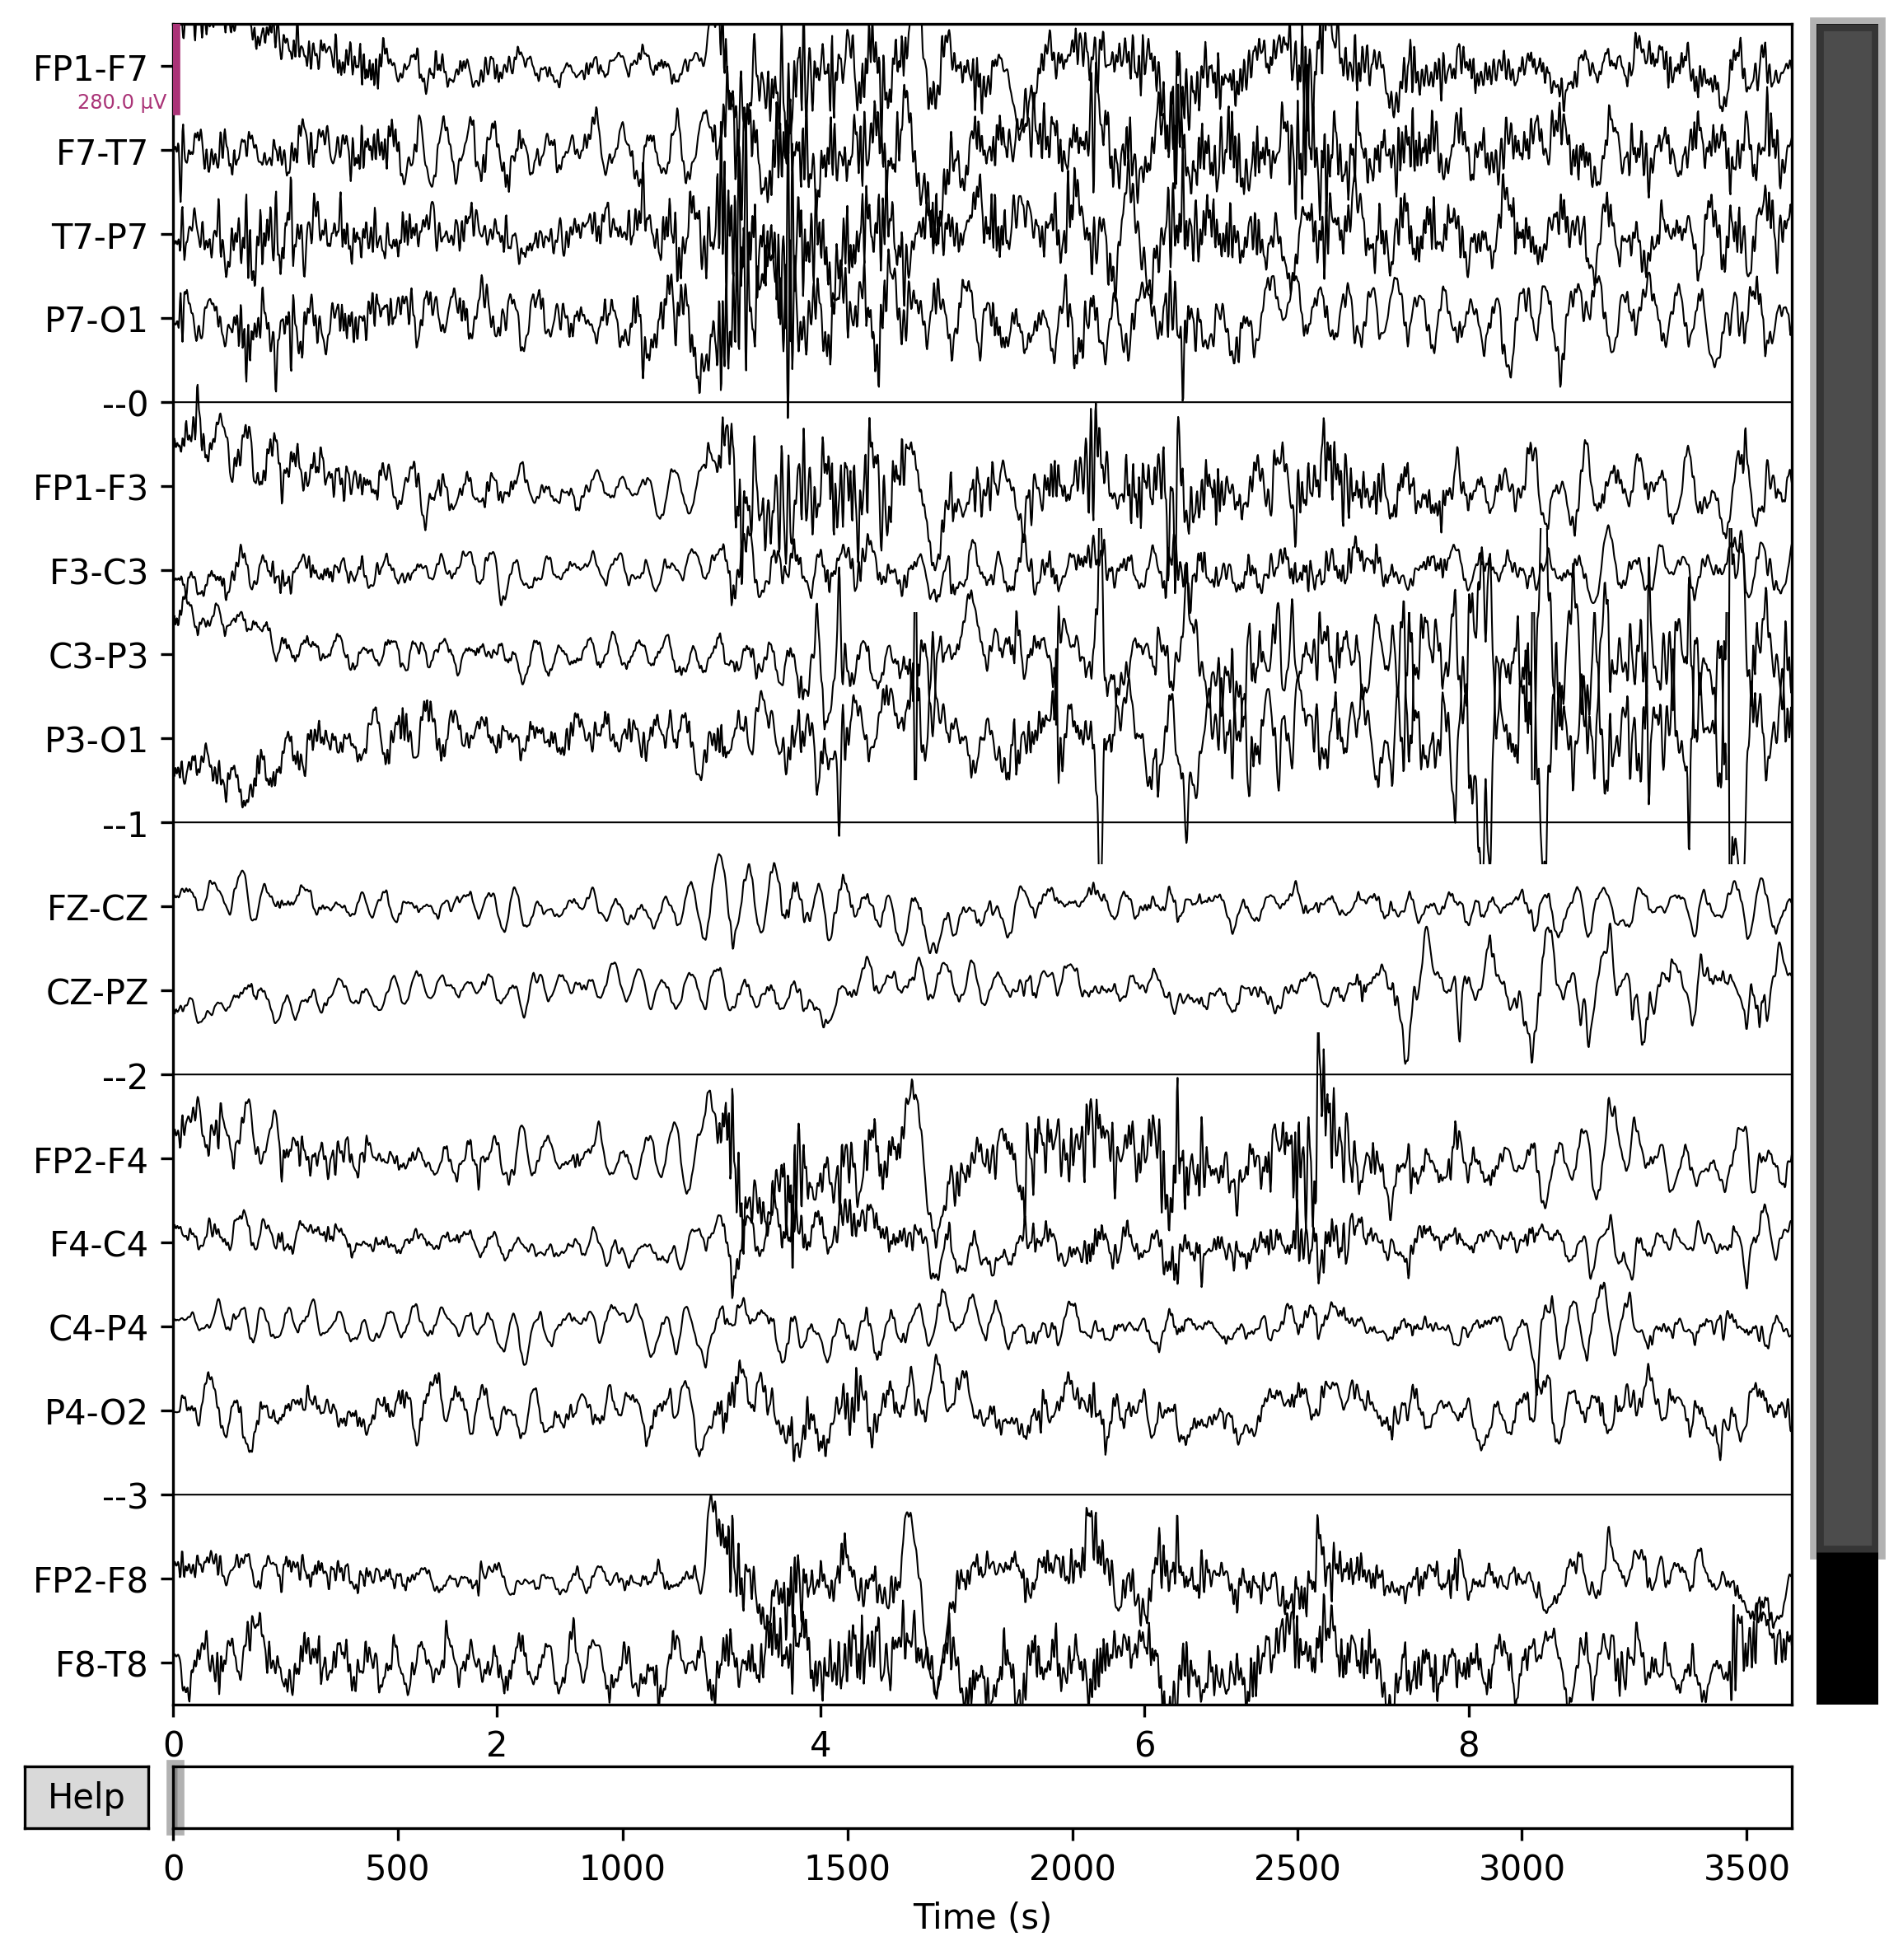 FP1-F7
280.0 µV
F7-T7
T7-P7
P7-O1
--0
FP1-F3
F3-C3
C3-P3
P3-O1
--1
FZ-CZ
CZ-PZ
--2
FP2-F4
F4-C4
C4-P4
P4-O2
--3
FP2-F8
F8-T8
0 2 4 6 8
Help
0 500 1000 1500 2000 2500 3000 3500
Time (s)